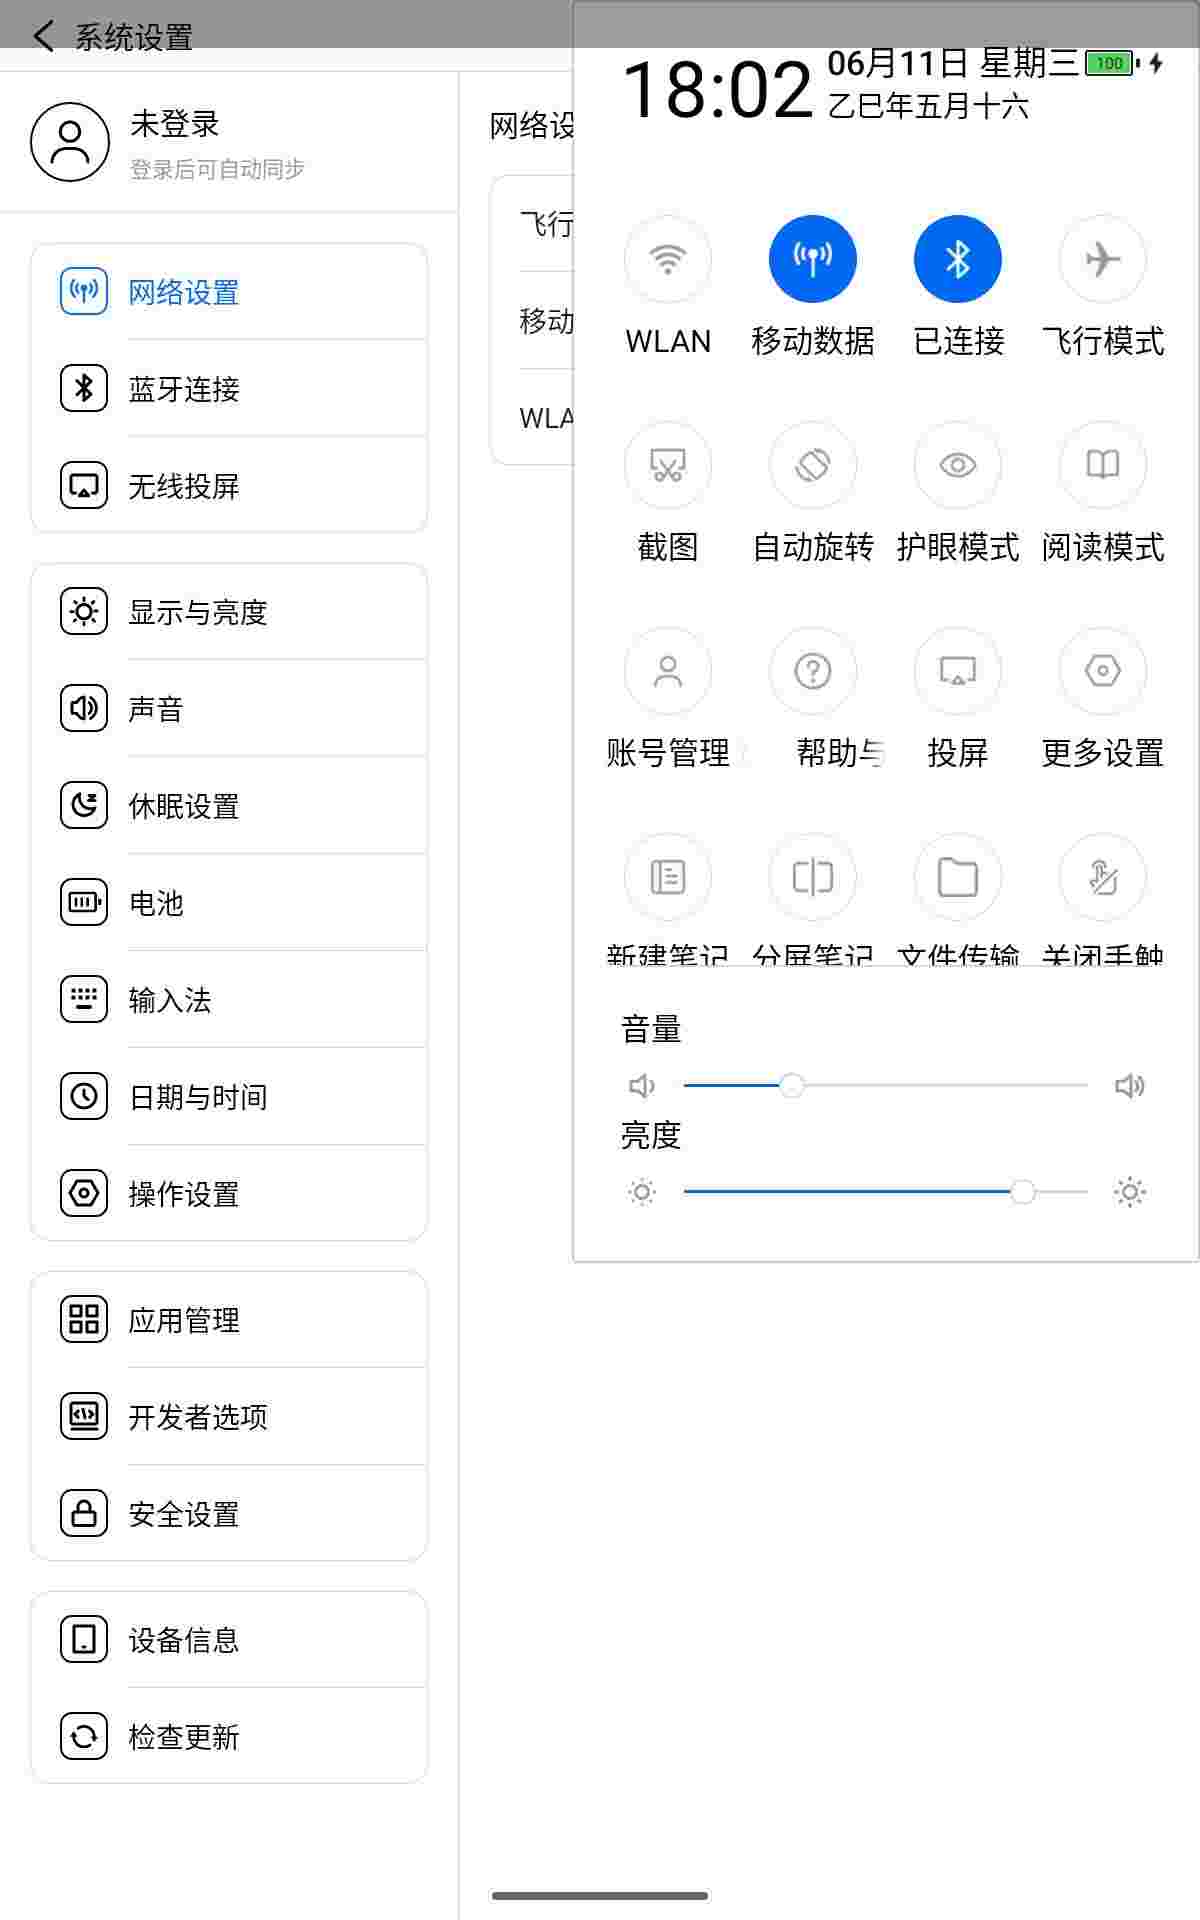 系统设置
未登录
登录后可自动同步
网络设置
蓝牙连接
无线投屏
显示与亮度
声音
休眠设置
电池
输入法
日期与时间
操作设置
应用管理
开发者选项
安全设置
设备信息
检查更新
网络设
飞行
移动
WLA
18:02
06月11日 星期三
100
乙巳年五月十六
WLAN
移动数据
已连接
飞行模式
截图
自动旋转
护眼模式
阅读模式
账号管理
帮助与
投屏
更多设置
新建笔记
分屏笔记
文件传输
关闭手触
音量
亮度